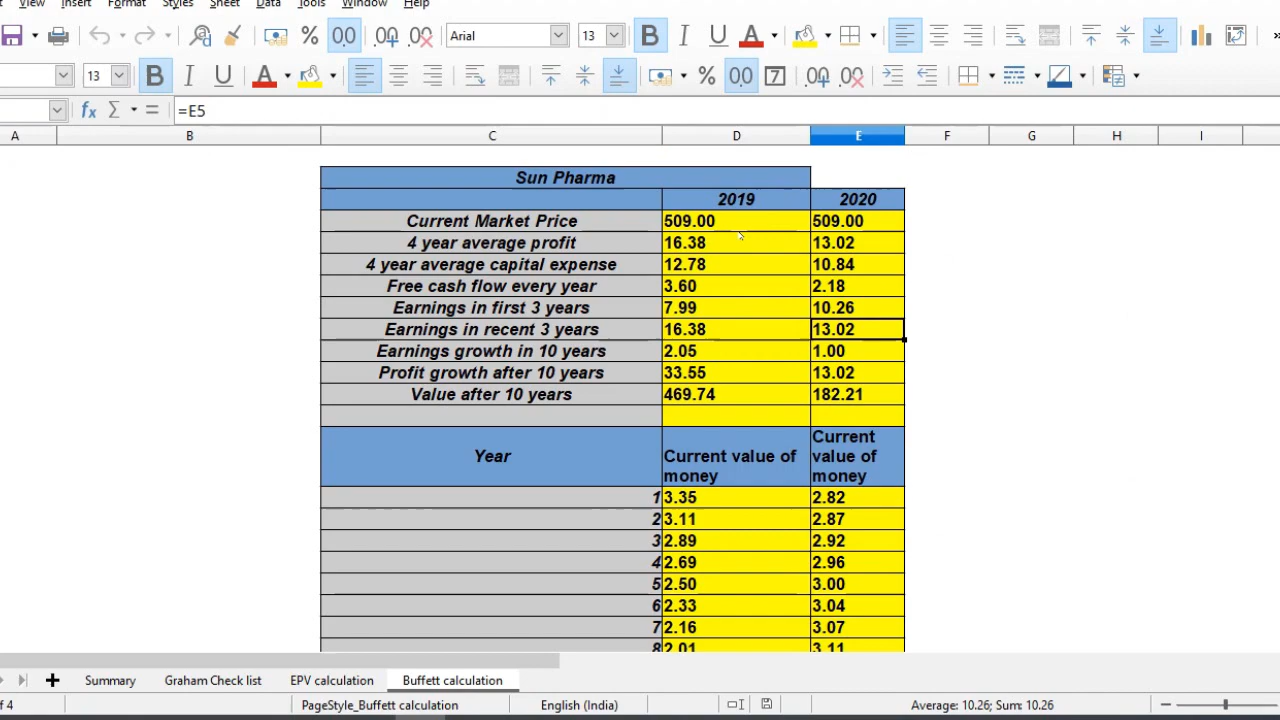 View Insert Format Styles Sheet Data Tools Window Help
Arial 13
13
=E5
A B C D E F G H I
Sun Pharma
2019 2020
Current Market Price 509.00 509.00
4 year average profit 16.38 13.02
4 year average capital expense 12.78 10.84
Free cash flow every year 3.60 2.18
Earnings in first 3 years 7.99 10.26
Earnings in recent 3 years 16.38 13.02
Earnings growth in 10 years 2.05 1.00
Profit growth after 10 years 33.55 13.02
Value after 10 years 469.74 182.21
Year Current value of money Current value of money
1 3.35 2.82
2 3.11 2.87
3 2.89 2.92
4 2.69 2.96
5 2.50 3.00
6 2.33 3.04
7 2.16 3.07
8 2.01 3.11
Summary Graham Check list EPV calculation Buffett calculation
of 4 PageStyle_Buffett calculation English (India) Average: 10.26; Sum: 10.26